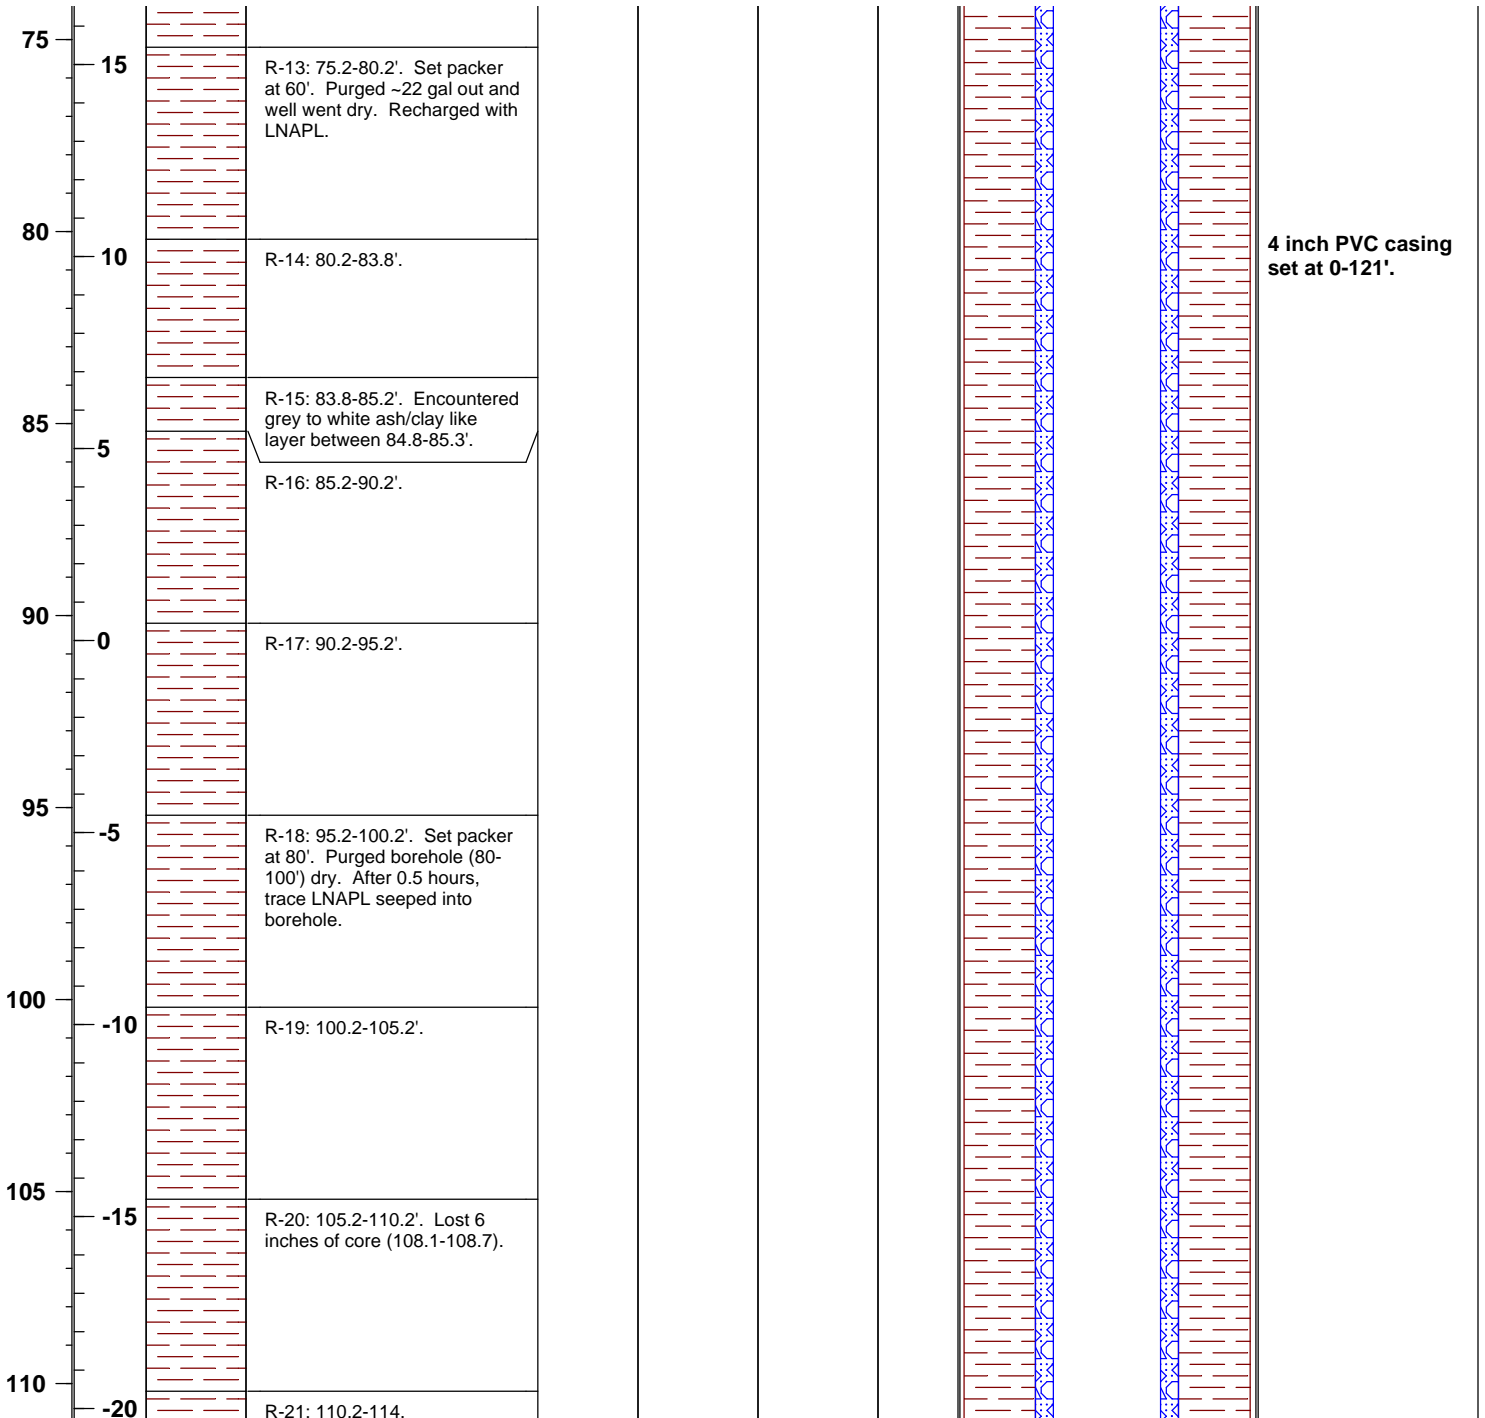 75
15
R-13: 75.2-80.2'. Set packer
at 60'. Purged ~22 gal out and
well went dry. Recharged with
LNAPL.
80
10
R-14: 80.2-83.8'.
4 inch PVC casing
set at 0-121'.
R-15: 83.8-85.2'. Encountered
grey to white ash/clay like
layer between 84.8-85.3'.
85
5
R-16: 85.2-90.2'.
90
0
R-17: 90.2-95.2'.
95
-5
R-18: 95.2-100.2'. Set packer
at 80'. Purged borehole (80-
100') dry. After 0.5 hours,
trace LNAPL seeped into
borehole.
100
-10
R-19: 100.2-105.2'.
105
-15
R-20: 105.2-110.2'. Lost 6
inches of core (108.1-108.7).
110
-20
R-21: 110.2-114.